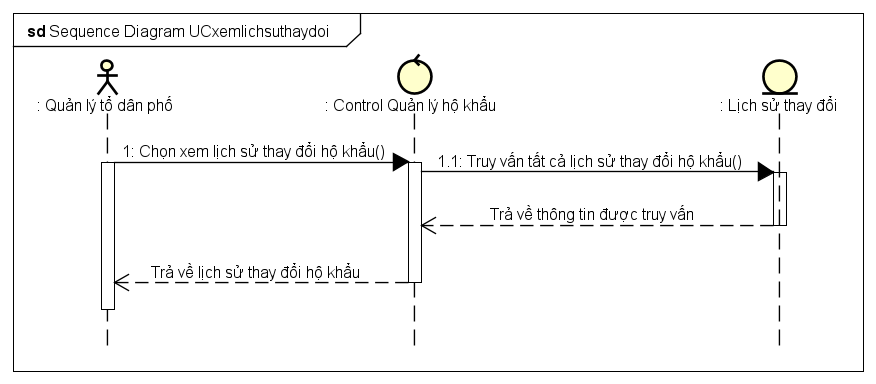 sd Sequence Diagram UCxemlichsuthaydoi
: Quản lý tổ dân phố
: Control Quản lý hộ khẩu
: Lịch sử thay đổi
1: Chọn xem lịch sử thay đổi hộ khẩu()
1.1: Truy vấn tất cả lịch sử thay đổi hộ khẩu()
Trả về thông tin được truy vấn
Trả về lịch sử thay đổi hộ khẩu